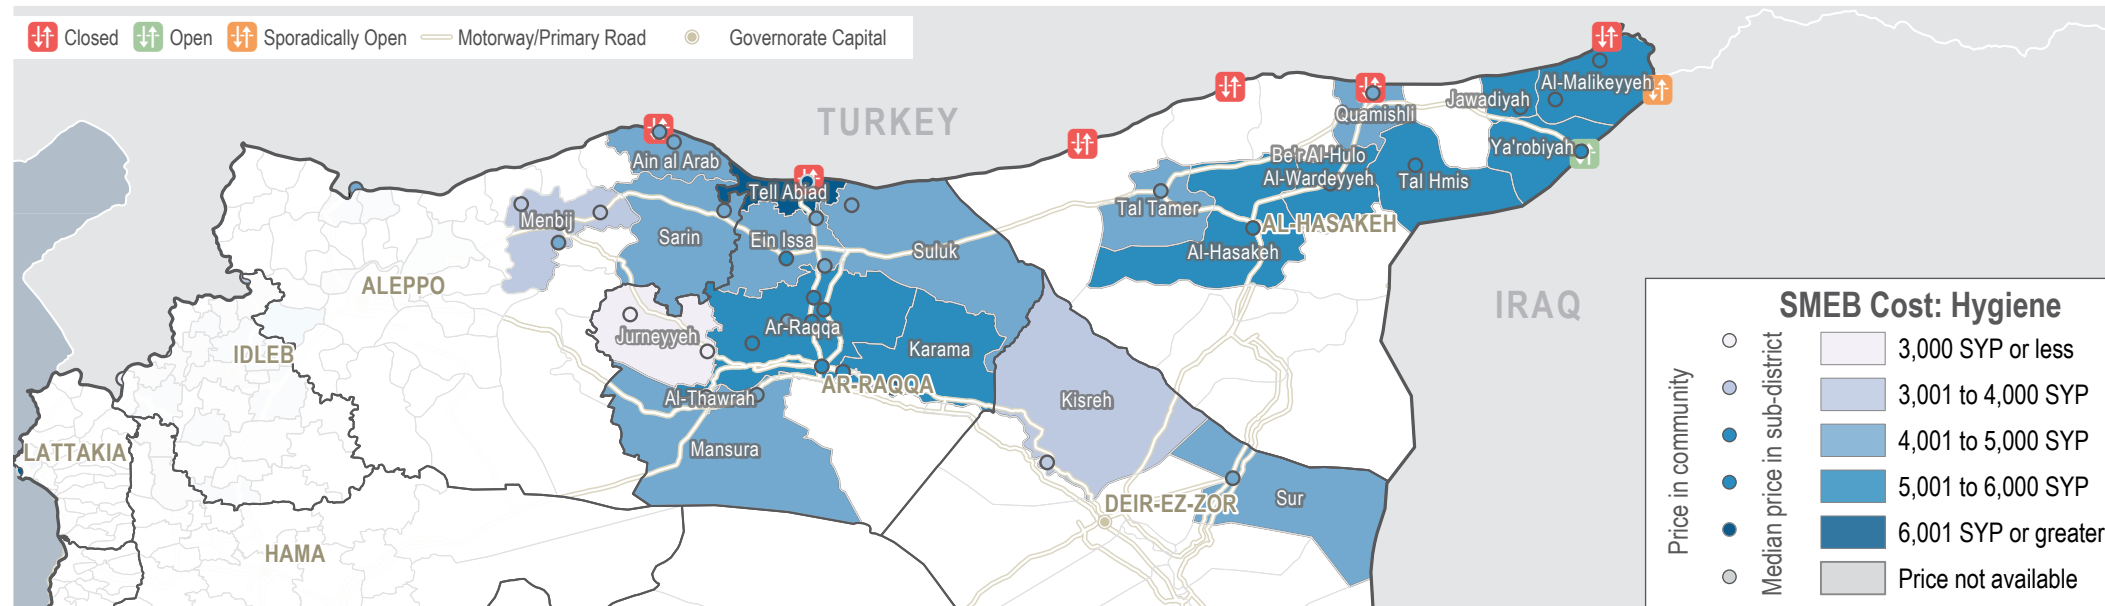 Closed
Open
Sporadically Open
Motorway/Primary Road
Governorate Capital
TURKEY
Al-Malikeyyeh
Jawadiyah
Quamishli
Ya'robiyah
Ain al Arab
Be'r Al-Hulo
Al-Wardeyyeh
Tal Hmis
Tell Abiad
Tal Tamer
Menbij
AL-HASAKEH
Sarin
Ein Issa
Suluk
Al-Hasakeh
ALEPPO
IRAQ
Jurneyyeh
Ar-Raqqa
Karama
IDLEB
AR-RAQQA
Al-Thawrah
Kisreh
LATTAKIA
Mansura
DEIR-EZ-ZOR
Sur
HAMA
SMEB Cost: Hygiene
Price in community
Median price in sub-district
3,000 SYP or less
3,001 to 4,000 SYP
4,001 to 5,000 SYP
5,001 to 6,000 SYP
6,001 SYP or greater
Price not available